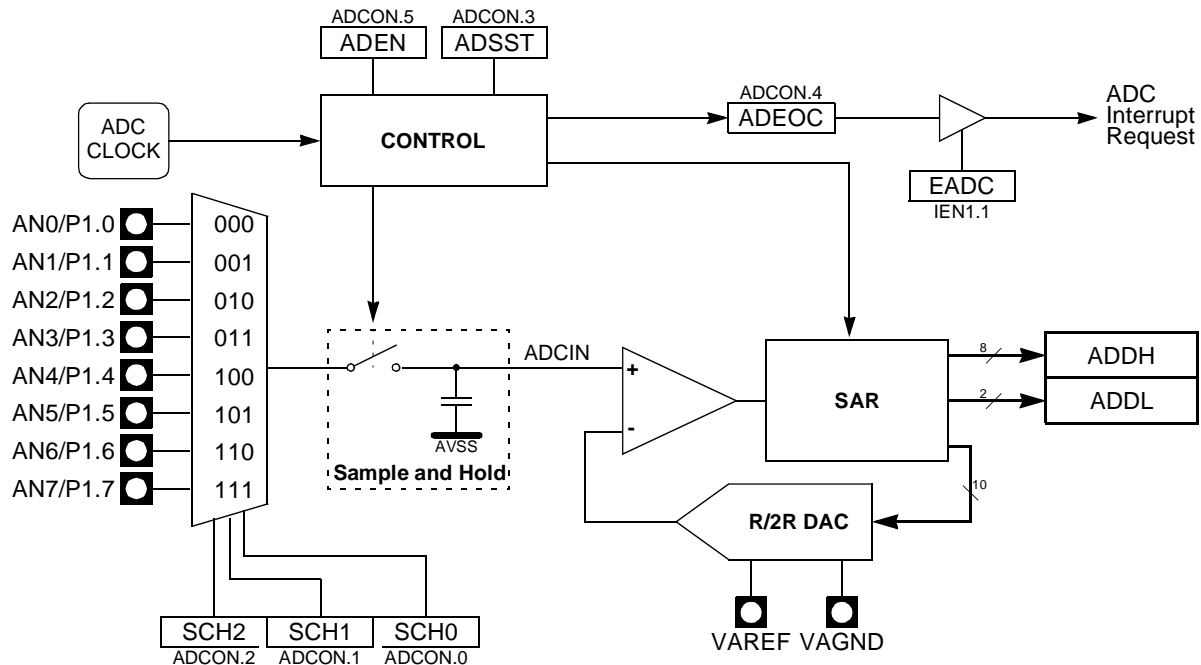 ADCON.5
ADEN
ADCON.3
ADSST
ADC
CLOCK
CONTROL
ADCON.4
ADEOC
ADC
Interrupt
Request
EADC
IEN1.1
AN0/P1.0
000
AN1/P1.1
001
AN2/P1.2
010
AN3/P1.3
011
AN4/P1.4
100
AN5/P1.5
101
AN6/P1.6
110
AN7/P1.7
111
AVSS
Sample and Hold
ADCIN
+
-
SAR
8
ADDH
2
ADDL
10
R/2R DAC
VAREF
VAGND
SCH2
SCH1
SCH0
ADCON.2
ADCON.1
ADCON.0